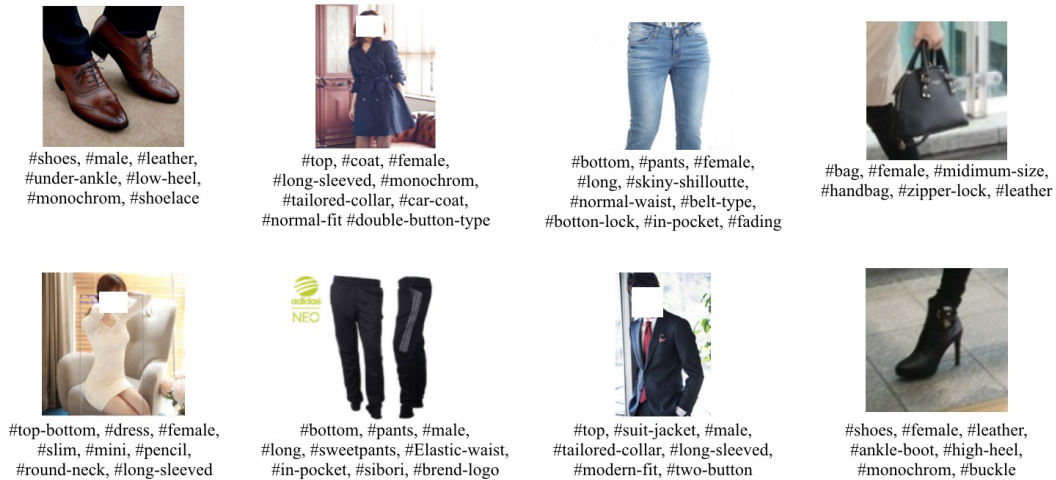 #shoes, #male, #leather,
#under-ankle, #low-heel,
#monochrom, #shoelace
#top, #coat, #female,
#long-sleeved, #monochrom,
#tailored-collar, #car-coat,
#normal-fit #double-button-type
#bottom, #pants, #female,
#long, #skiny-shilloutte,
#normal-waist, #belt-type,
#botton-lock, #in-pocket, #fading
#bag, #female, #midimum-size,
#handbag, #zipper-lock, #leather
#top-bottom, #dress, #female,
#slim, #mini, #pencil,
#round-neck, #long-sleeved
adidas
NEO
#bottom, #pants, #male,
#long, #sweetpants, #Elastic-waist,
#in-pocket, #sibori, #brend-logo
#top, #suit-jacket, #male,
#tailored-collar, #long-sleeved,
#modern-fit, #two-button
#shoes, #female, #leather,
#ankle-boot, #high-heel,
#monochrom, #buckle